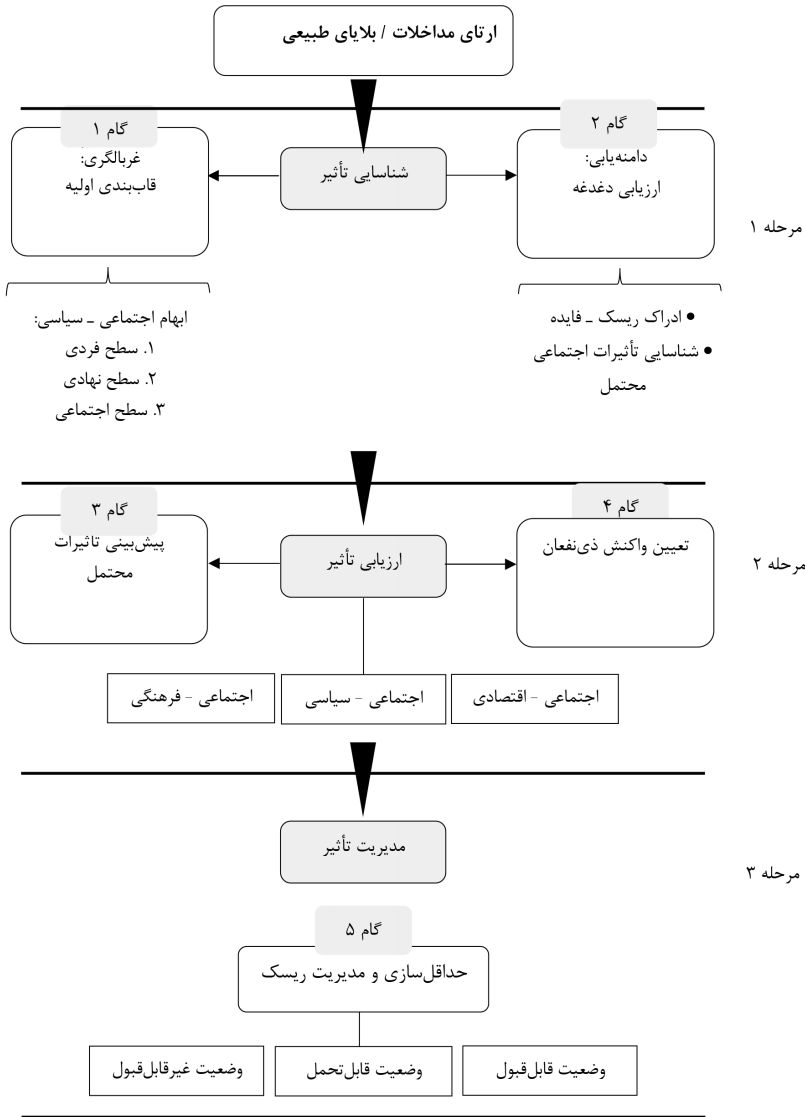 ارتای مداخلات / بلایای طبیعی
گام ۲
دامنه‌یابی:
ارزیابی دغدغه
شناسایی تأثیر
گام ۱
غربالگری:
قاب‌بندی اولیه
مرحله ۱
● ادراک ریسک ـ فایده
● شناسایی تأثیرات اجتماعی
محتمل
ابهام اجتماعی ـ سیاسی:
۱. سطح فردی
۲. سطح نهادی
۳. سطح اجتماعی
گام ۴
تعیین واکنش ذی‌نفعان
ارزیابی تأثیر
گام ۳
پیش‌بینی تاثیرات
محتمل
مرحله ۲
اجتماعی - اقتصادی
اجتماعی - سیاسی
اجتماعی - فرهنگی
مدیریت تأثیر
مرحله ۳
گام ۵
حداقل‌سازی و مدیریت ریسک
وضعیت قابل‌قبول
وضعیت قابل‌تحمل
وضعیت غیرقابل‌قبول